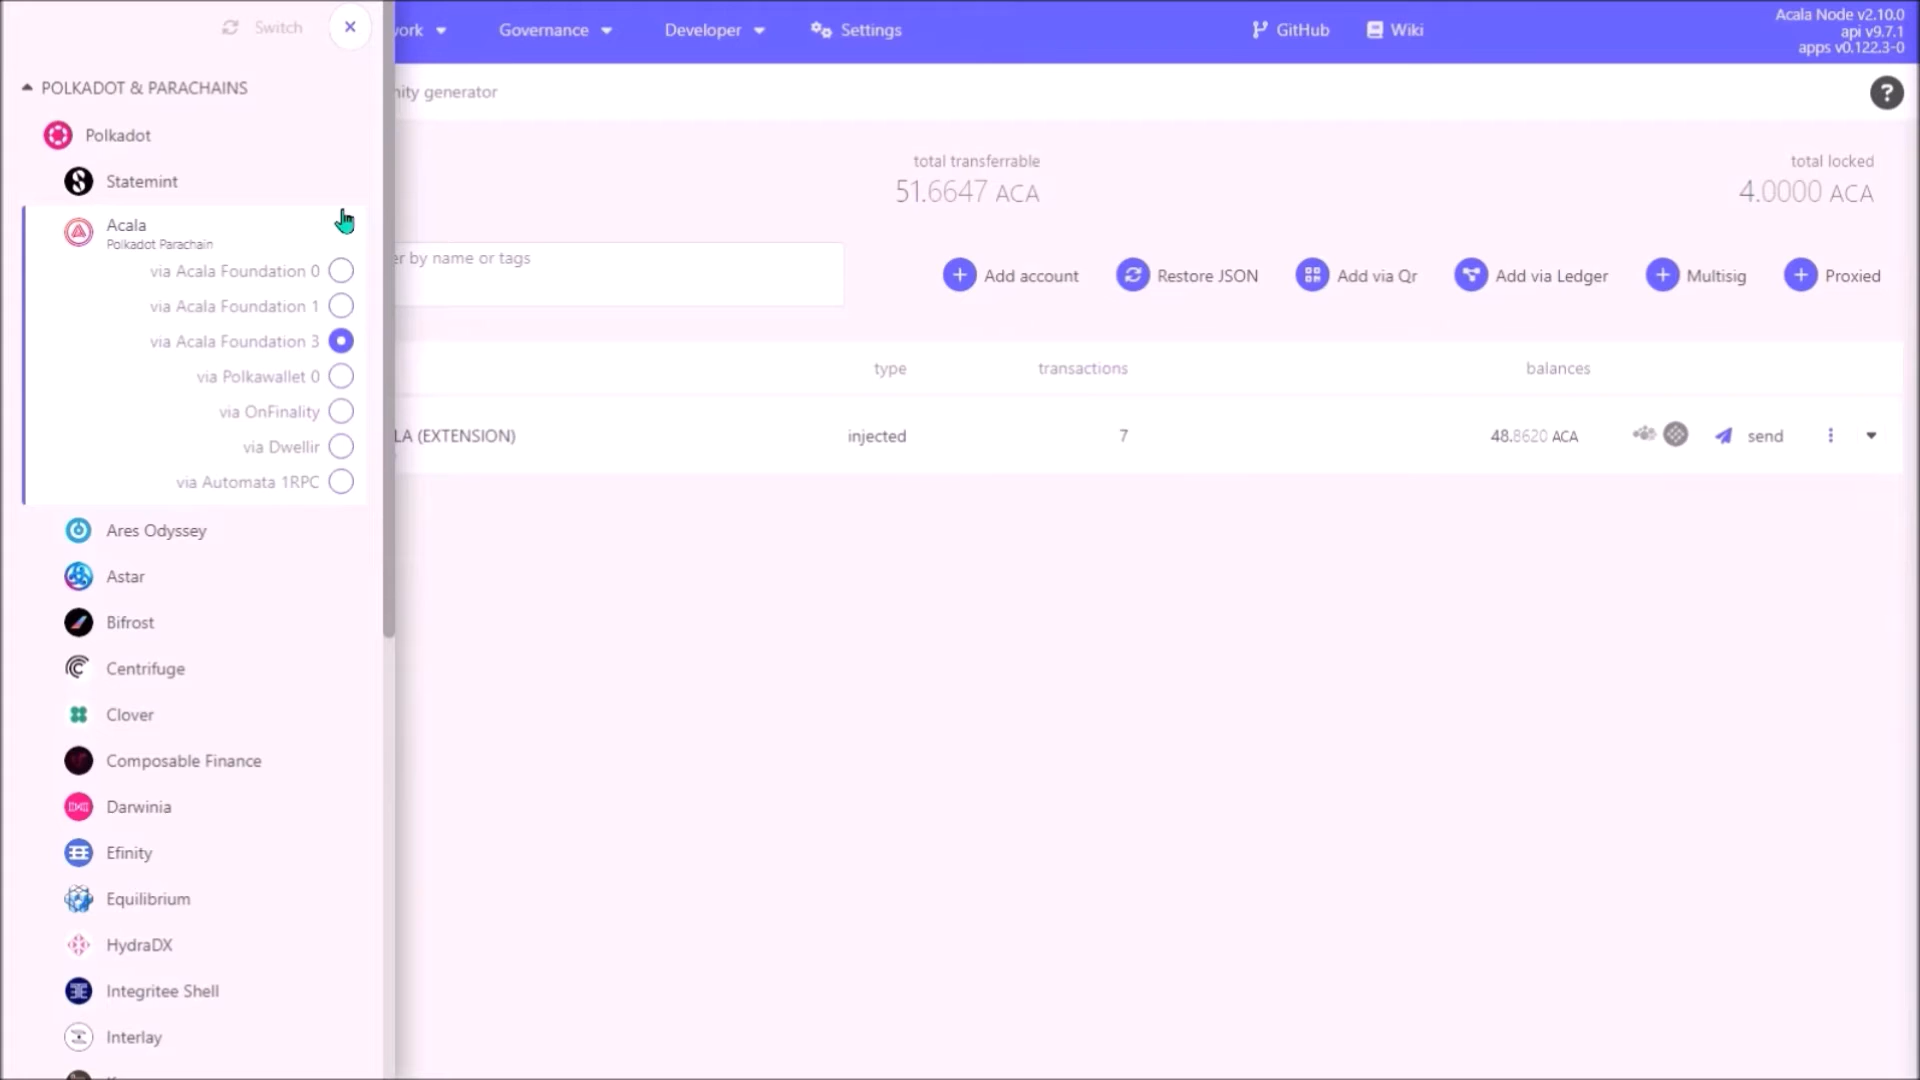 Switch
ork
Governance
Developer
Settings
GitHub
Wiki
Acala Node v2.10.0
api v9.7.1
apps v0.122.3-0
POLKADOT & PARACHAINS
nity generator
?
Polkadot
Statemint
Acala
Polkadot Parachain
via Acala Foundation 0
via Acala Foundation 1
via Acala Foundation 3
via Polkawallet 0
via OnFinality
via Dwellir
via Automata 1RPC
Ares Odyssey
Astar
Bifrost
Centrifuge
Clover
Composable Finance
Darwinia
Efinity
Equilibrium
HydraDX
Integritee Shell
Interlay
total transferrable
51.6647 ACA
total locked
4.0000 ACA
er by name or tags
Add account
Restore JSON
Add via Qr
Add via Ledger
Multisig
Proxied
type
transactions
balances
LA (EXTENSION)
injected
7
48.8620 ACA
send